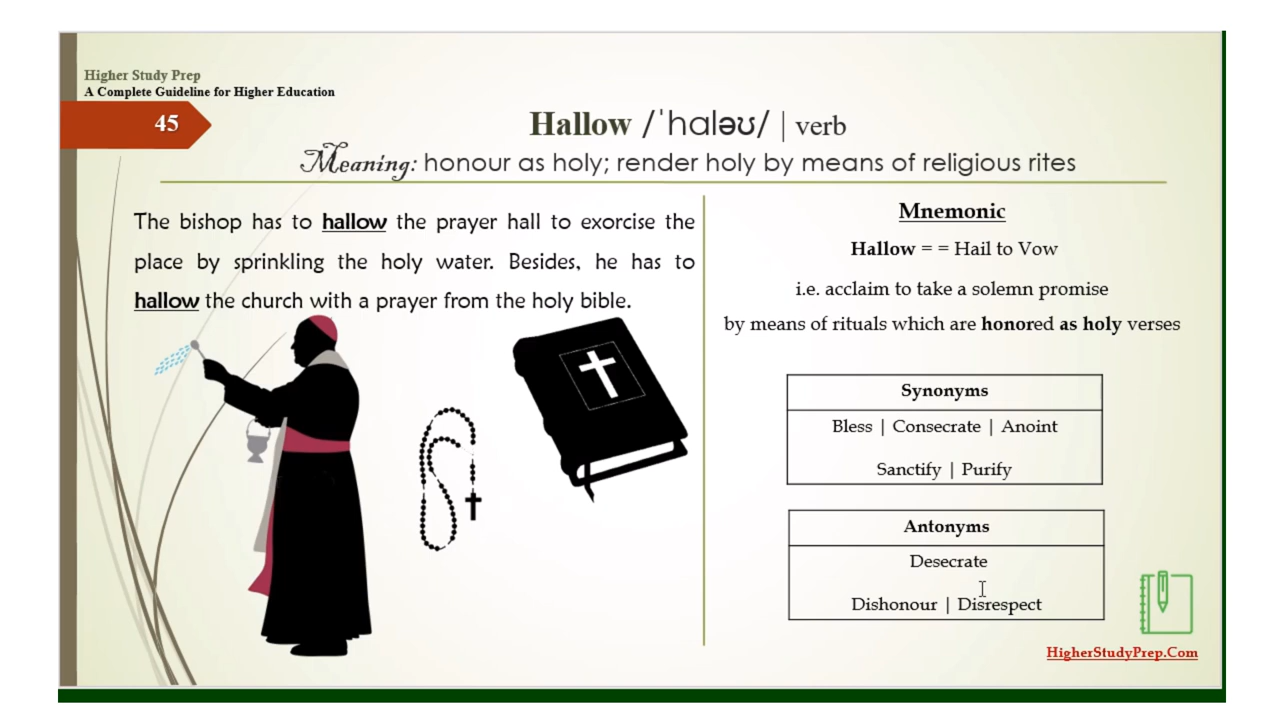 Higher Study Prep
A Complete Guideline for Higher Education
45
Hallow /ˈhaləʊ/ | verb
Meaning: honour as holy; render holy by means of religious rites
The bishop has to hallow the prayer hall to exorcise the
place by sprinkling the holy water. Besides, he has to
hallow the church with a prayer from the holy bible.
Mnemonic
Hallow = = Hail to Vow
i.e. acclaim to take a solemn promise
by means of rituals which are honored as holy verses
Synonyms
Bless | Consecrate | Anoint
Sanctify | Purify
Antonyms
Desecrate
Dishonour | Disrespect
HigherStudyPrep.Com